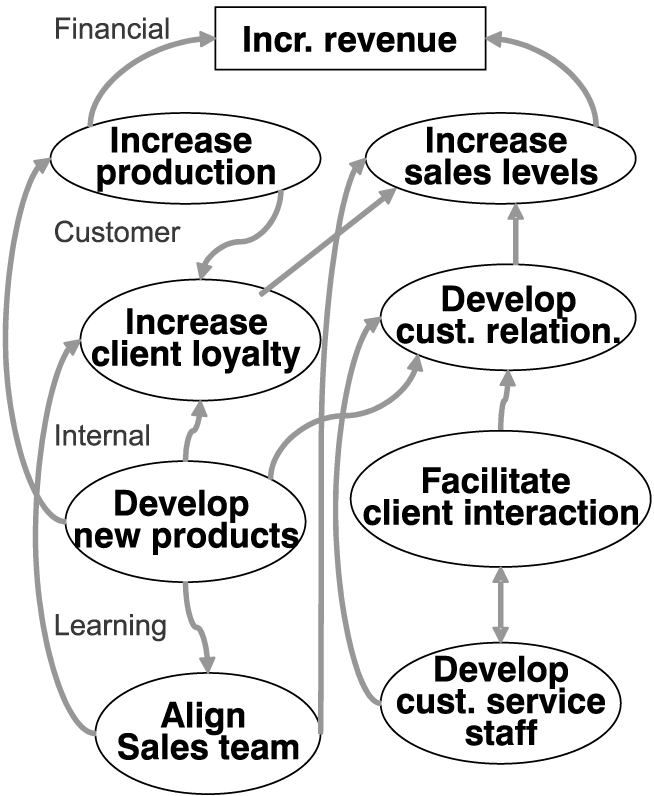 Financial
Incr. revenue
Increase
production
Increase
sales levels
Customer
Increase
client loyalty
Develop
cust. relation.
Internal
Develop
new products
Facilitate
client interaction
Learning
Align
Sales team
Develop
cust. service
staff